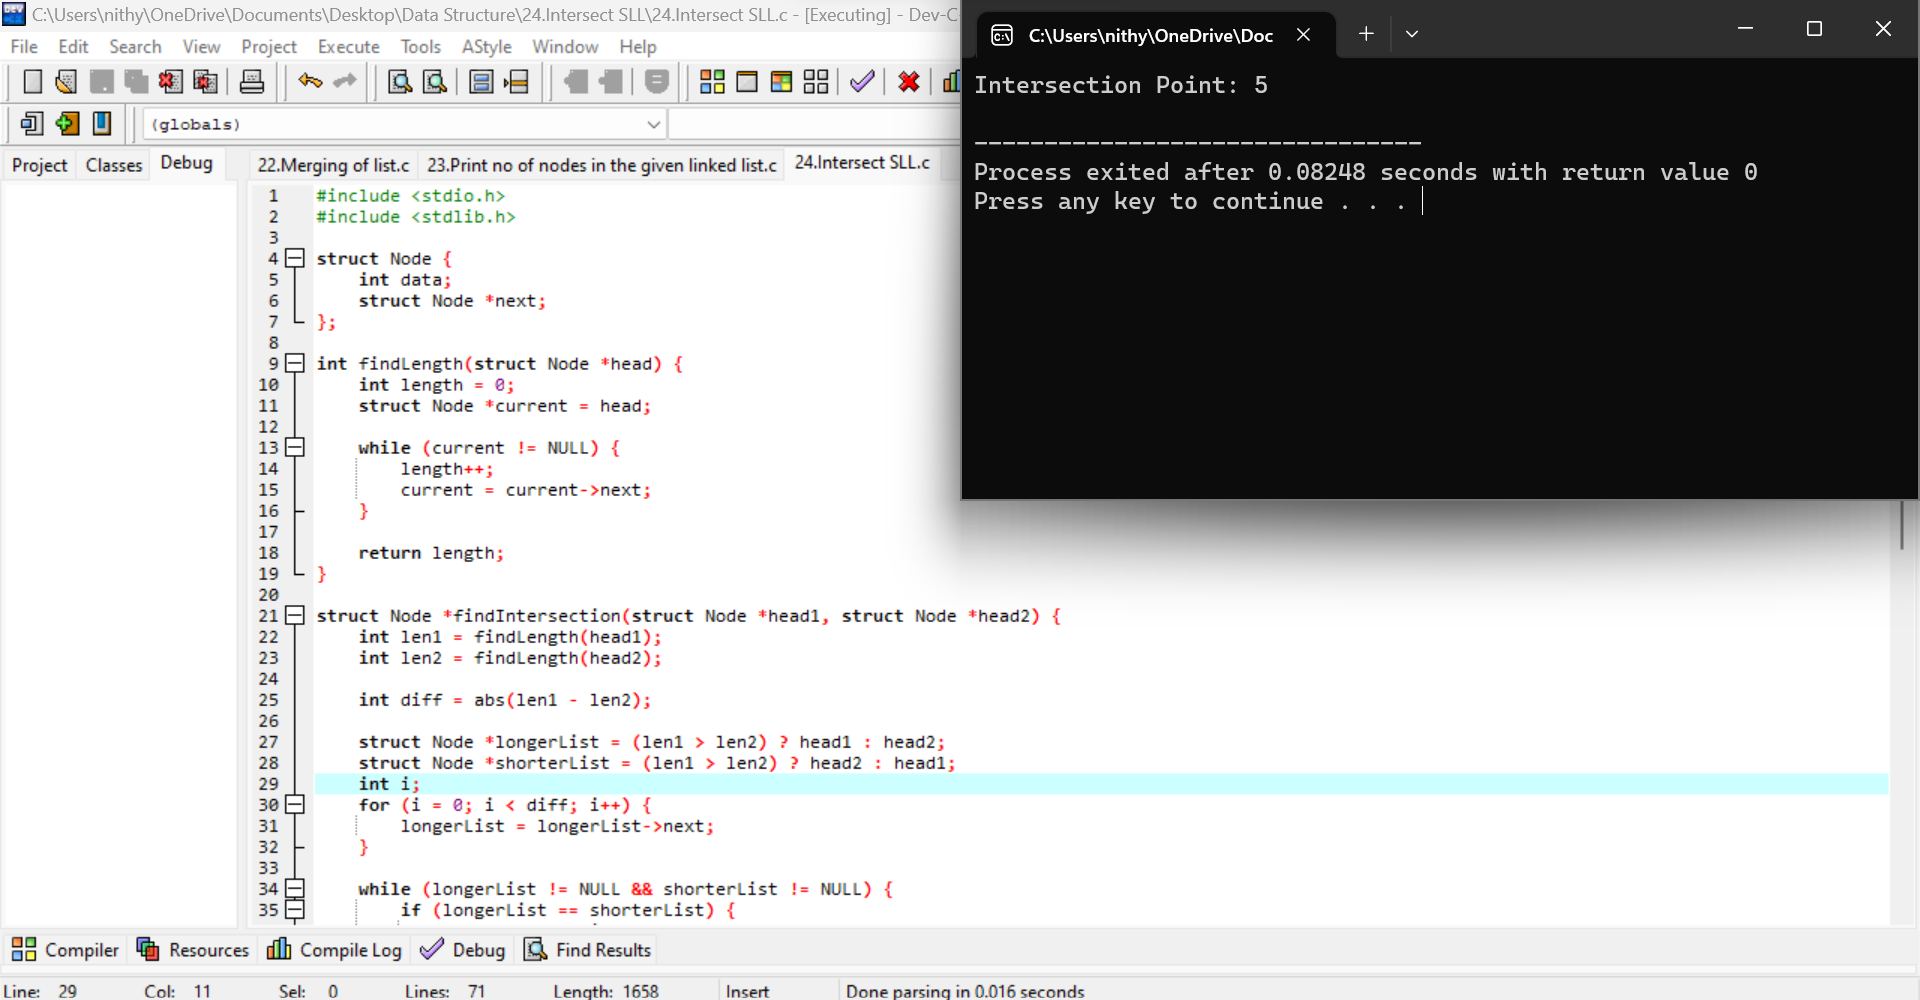 C:\Users\nithy\OneDrive\Documents\Desktop\Data Structure\24.Intersect SLL\24.Intersect SLL.c - [Executing] - Dev-C
File Edit Search View Project Execute Tools AStyle Window Help
(globals)
Project Classes Debug
22.Merging of list.c 23.Print no of nodes in the given linked list.c 24.Intersect SLL.c
1 #include <stdio.h>
2 #include <stdlib.h>
3
4 struct Node {
5 int data;
6 struct Node *next;
7 };
8
9 int findLength(struct Node *head) {
10 int length = 0;
11 struct Node *current = head;
12
13 while (current != NULL) {
14 length++;
15 current = current->next;
16 }
17
18 return length;
19 }
20
21 struct Node *findIntersection(struct Node *head1, struct Node *head2) {
22 int len1 = findLength(head1);
23 int len2 = findLength(head2);
24
25 int diff = abs(len1 - len2);
26
27 struct Node *longerList = (len1 > len2) ? head1 : head2;
28 struct Node *shorterList = (len1 > len2) ? head2 : head1;
29 int i;
30 for (i = 0; i < diff; i++) {
31 longerList = longerList->next;
32 }
33
34 while (longerList != NULL && shorterList != NULL) {
35 if (longerList == shorterList) {
C:\Users\nithy\OneDrive\Doc
Intersection Point: 5
--------------------------------
Process exited after 0.08248 seconds with return value 0
Press any key to continue . . .
Compiler Resources Compile Log Debug Find Results
Line: 29 Col: 11 Sel: 0 Lines: 71 Length: 1658 Insert Done parsing in 0.016 seconds